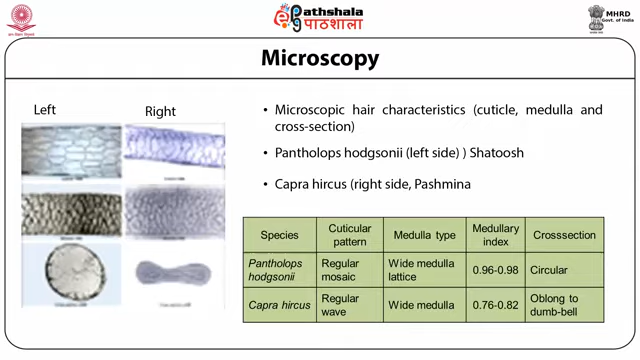 Pathshala
पाठशाला
MHRD
Govt. of India
Microscopy
Left
Right
• Microscopic hair characteristics (cuticle, medulla and
cross-section)
• Pantholops hodgsonii (left side) ) Shatoosh
• Capra hircus (right side, Pashmina
Species Cuticular pattern Medulla type Medullary index Crosssection
Pantholops hodgsonii Regular mosaic Wide medulla lattice 0.96-0.98 Circular
Capra hircus Regular wave Wide medulla 0.76-0.82 Oblong to dumb-bell